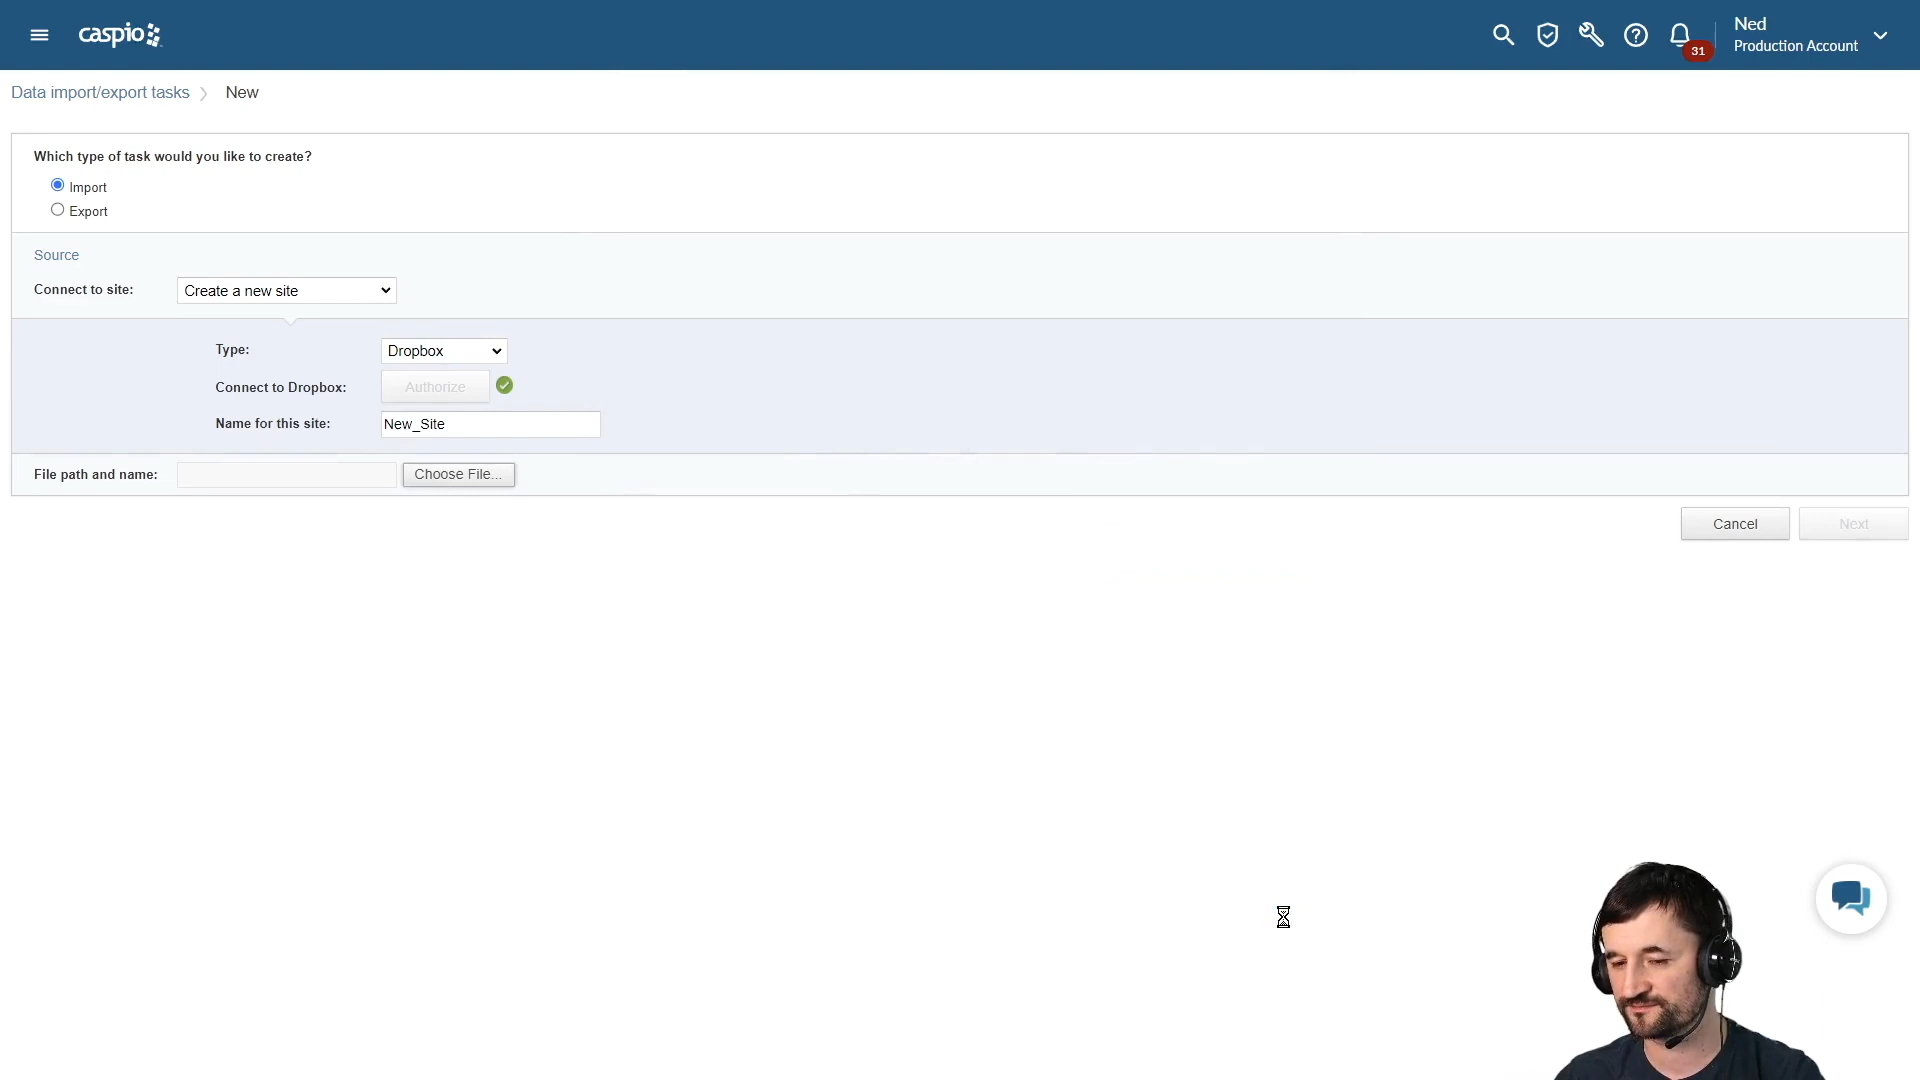 caspio
31
Ned
Production Account
Data import/export tasks
New
Which type of task would you like to create?
Import
Export
Source
Connect to site:
Create a new site
Type:
Dropbox
Connect to Dropbox:
Authorize
Name for this site:
New_Site
File path and name:
Choose File...
Cancel
Next